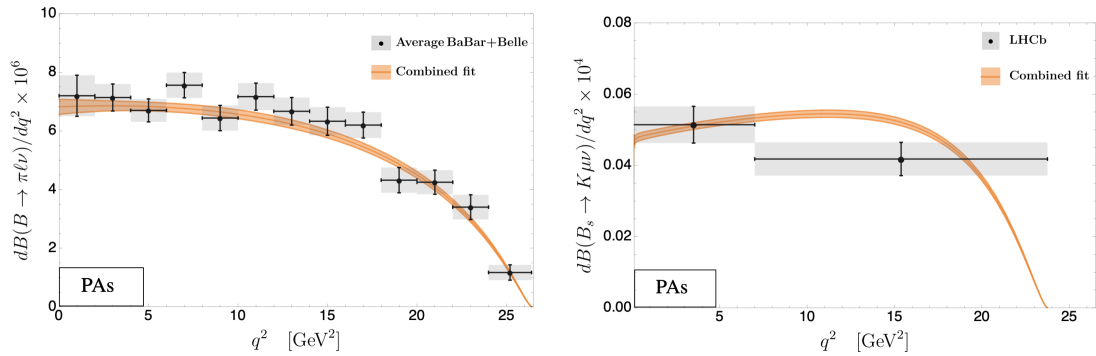 dB(B → πℓν)/dq² × 10⁶
10
8
6
4
2
0
Average BaBar+Belle
Combined fit
PAs
0 5 10 15 20 25
q² [GeV²]
dB(Bₛ → Kμν)/dq² × 10⁴
0.08
0.06
0.04
0.02
0.00
LHCb
Combined fit
PAs
0 5 10 15 20 25
q² [GeV²]